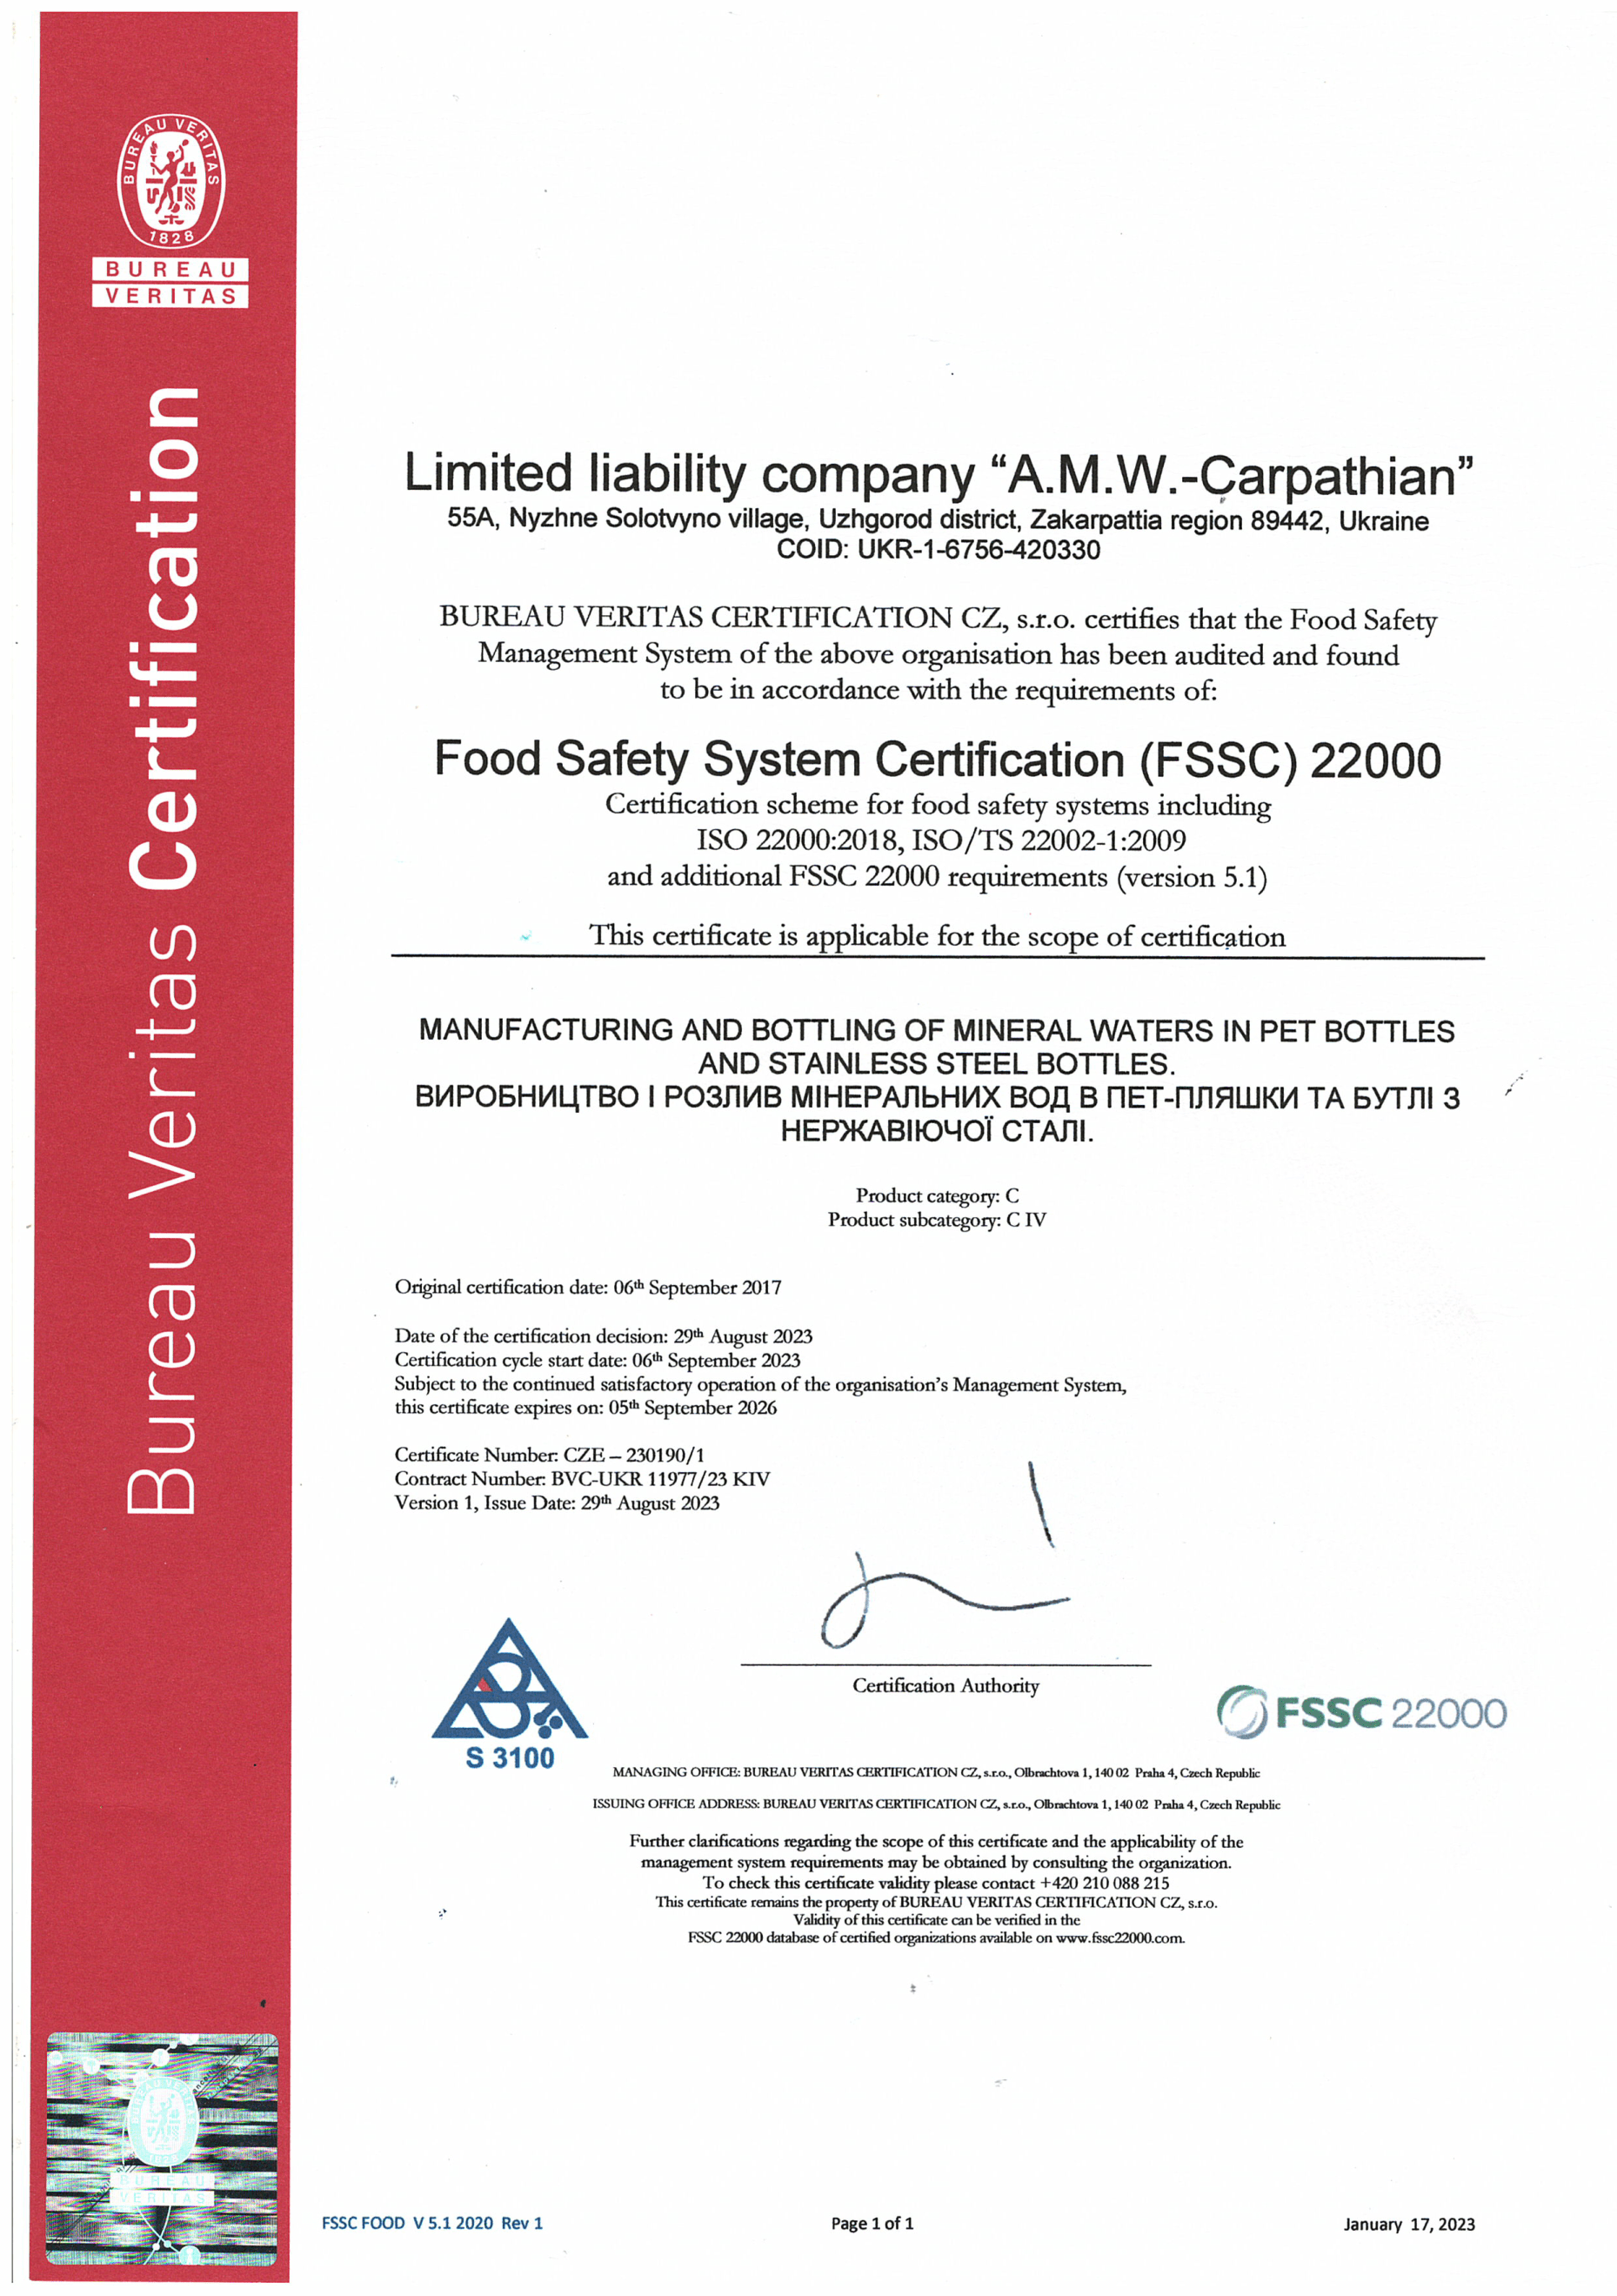 BUREAU VERITAS
1828
BUREAU
VERITAS
Bureau Veritas Certification
Limited liability company “A.M.W.-Carpathian”
55A, Nyzhne Solotvyno village, Uzhgorod district, Zakarpattia region 89442, Ukraine
COID: UKR-1-6756-420330
BUREAU VERITAS CERTIFICATION CZ, s.r.o. certifies that the Food Safety
Management System of the above organisation has been audited and found
to be in accordance with the requirements of:
Food Safety System Certification (FSSC) 22000
Certification scheme for food safety systems including
ISO 22000:2018, ISO/TS 22002-1:2009
and additional FSSC 22000 requirements (version 5.1)
This certificate is applicable for the scope of certification
MANUFACTURING AND BOTTLING OF MINERAL WATERS IN PET BOTTLES
AND STAINLESS STEEL BOTTLES.
ВИРОБНИЦТВО І РОЗЛИВ МІНЕРАЛЬНИХ ВОД В ПЕТ-ПЛЯШКИ ТА БУТЛІ З
НЕРЖАВІЮЧОЇ СТАЛІ.
Product category: C
Product subcategory: C IV
Original certification date: 06th September 2017
Date of the certification decision: 29th August 2023
Certification cycle start date: 06th September 2023
Subject to the continued satisfactory operation of the organisation’s Management System,
this certificate expires on: 05th September 2026
Certificate Number: CZE – 230190/1
Contract Number: BVC-UKR 11977/23 KIV
Version 1, Issue Date: 29th August 2023
Certification Authority
S 3100
FSSC 22000
MANAGING OFFICE: BUREAU VERITAS CERTIFICATION CZ, s.r.o., Olbrachtova 1, 140 02 Praha 4, Czech Republic
ISSUING OFFICE ADDRESS: BUREAU VERITAS CERTIFICATION CZ, s.r.o., Olbrachtova 1, 140 02 Praha 4, Czech Republic
Further clarifications regarding the scope of this certificate and the applicability of the
management system requirements may be obtained by consulting the organization.
To check this certificate validity please contact +420 210 088 215
This certificate remains the property of BUREAU VERITAS CERTIFICATION CZ, s.r.o.
Validity of this certificate can be verified in the
FSSC 22000 database of certified organizations available on www.fssc22000.com.
BUREAU
VERITAS
FSSC FOOD V 5.1 2020 Rev 1
Page 1 of 1
January 17, 2023